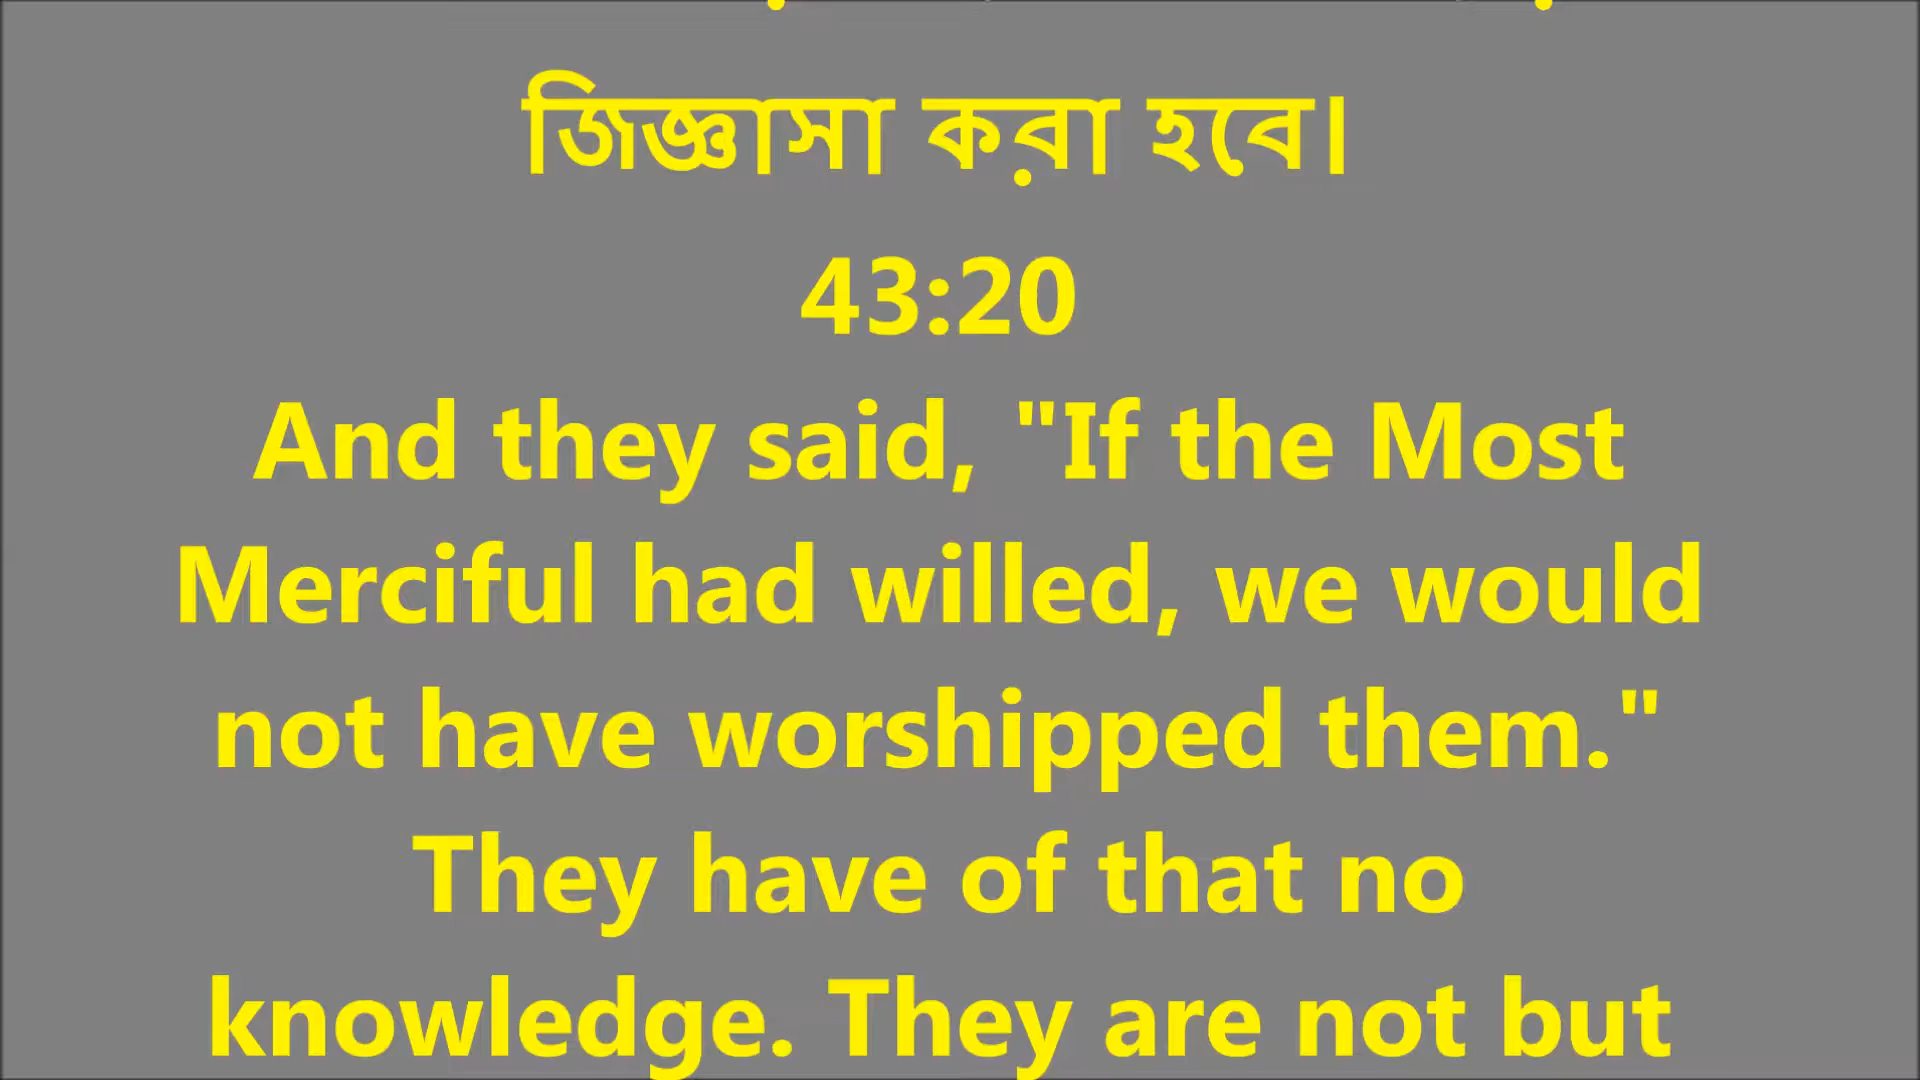 জিজ্ঞাসা করা হবে।
43:20
And they said, "If the Most
Merciful had willed, we would
not have worshipped them."
They have of that no
knowledge. They are not but